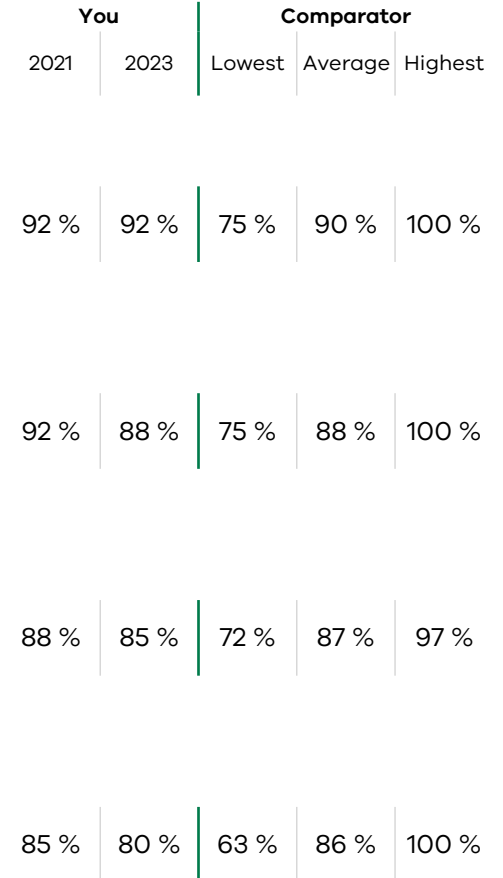 You Comparator
2021 2023 Lowest Average Highest
92 % 92 % 75 % 90 % 100 %
92 % 88 % 75 % 88 % 100 %
88 % 85 % 72 % 87 % 97 %
85 % 80 % 63 % 86 % 100 %